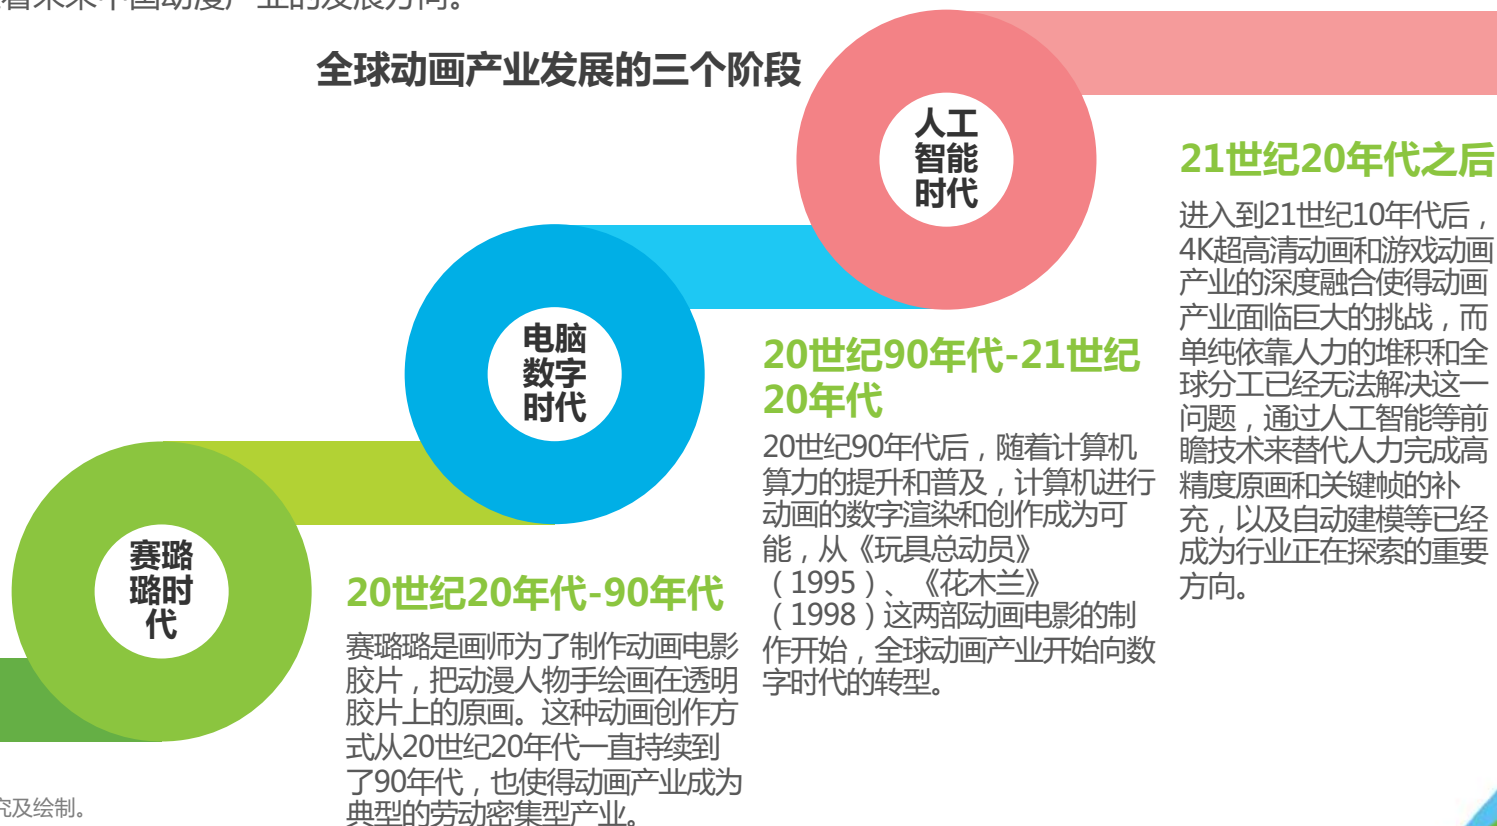 着未来中国动漫产业的发展方向。
全球动画产业发展的三个阶段
人工
智能
时代
21世纪20年代之后
进入到21世纪10年代后，
4K超高清动画和游戏动画
产业的深度融合使得动画
产业面临巨大的挑战，而
单纯依靠人力的堆积和全
球分工已经无法解决这一
问题，通过人工智能等前
瞻技术来替代人力完成高
精度原画和关键帧的补
充，以及自动建模等已经
成为行业正在探索的重要
方向。
电脑
数字
时代
20世纪90年代-21世纪
20年代
20世纪90年代后，随着计算机
算力的提升和普及，计算机进行
动画的数字渲染和创作成为可
能，从《玩具总动员》
（1995）、《花木兰》
（1998）这两部动画电影的制
作开始，全球动画产业开始向数
字时代的转型。
赛璐
璐时
代
20世纪20年代-90年代
赛璐璐是画师为了制作动画电影
胶片，把动漫人物手绘画在透明
胶片上的原画。这种动画创作方
式从20世纪20年代一直持续到
了90年代，也使得动画产业成为
典型的劳动密集型产业。
究及绘制。